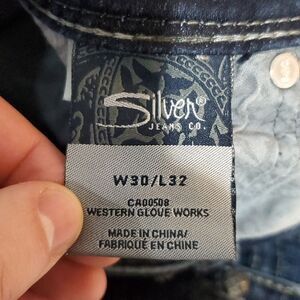 Silver®
JEANS CO.
W30/L32
CA00508
WESTERN GLOVE WORKS
MADE IN CHINA/
FABRIQUÉ EN CHINE